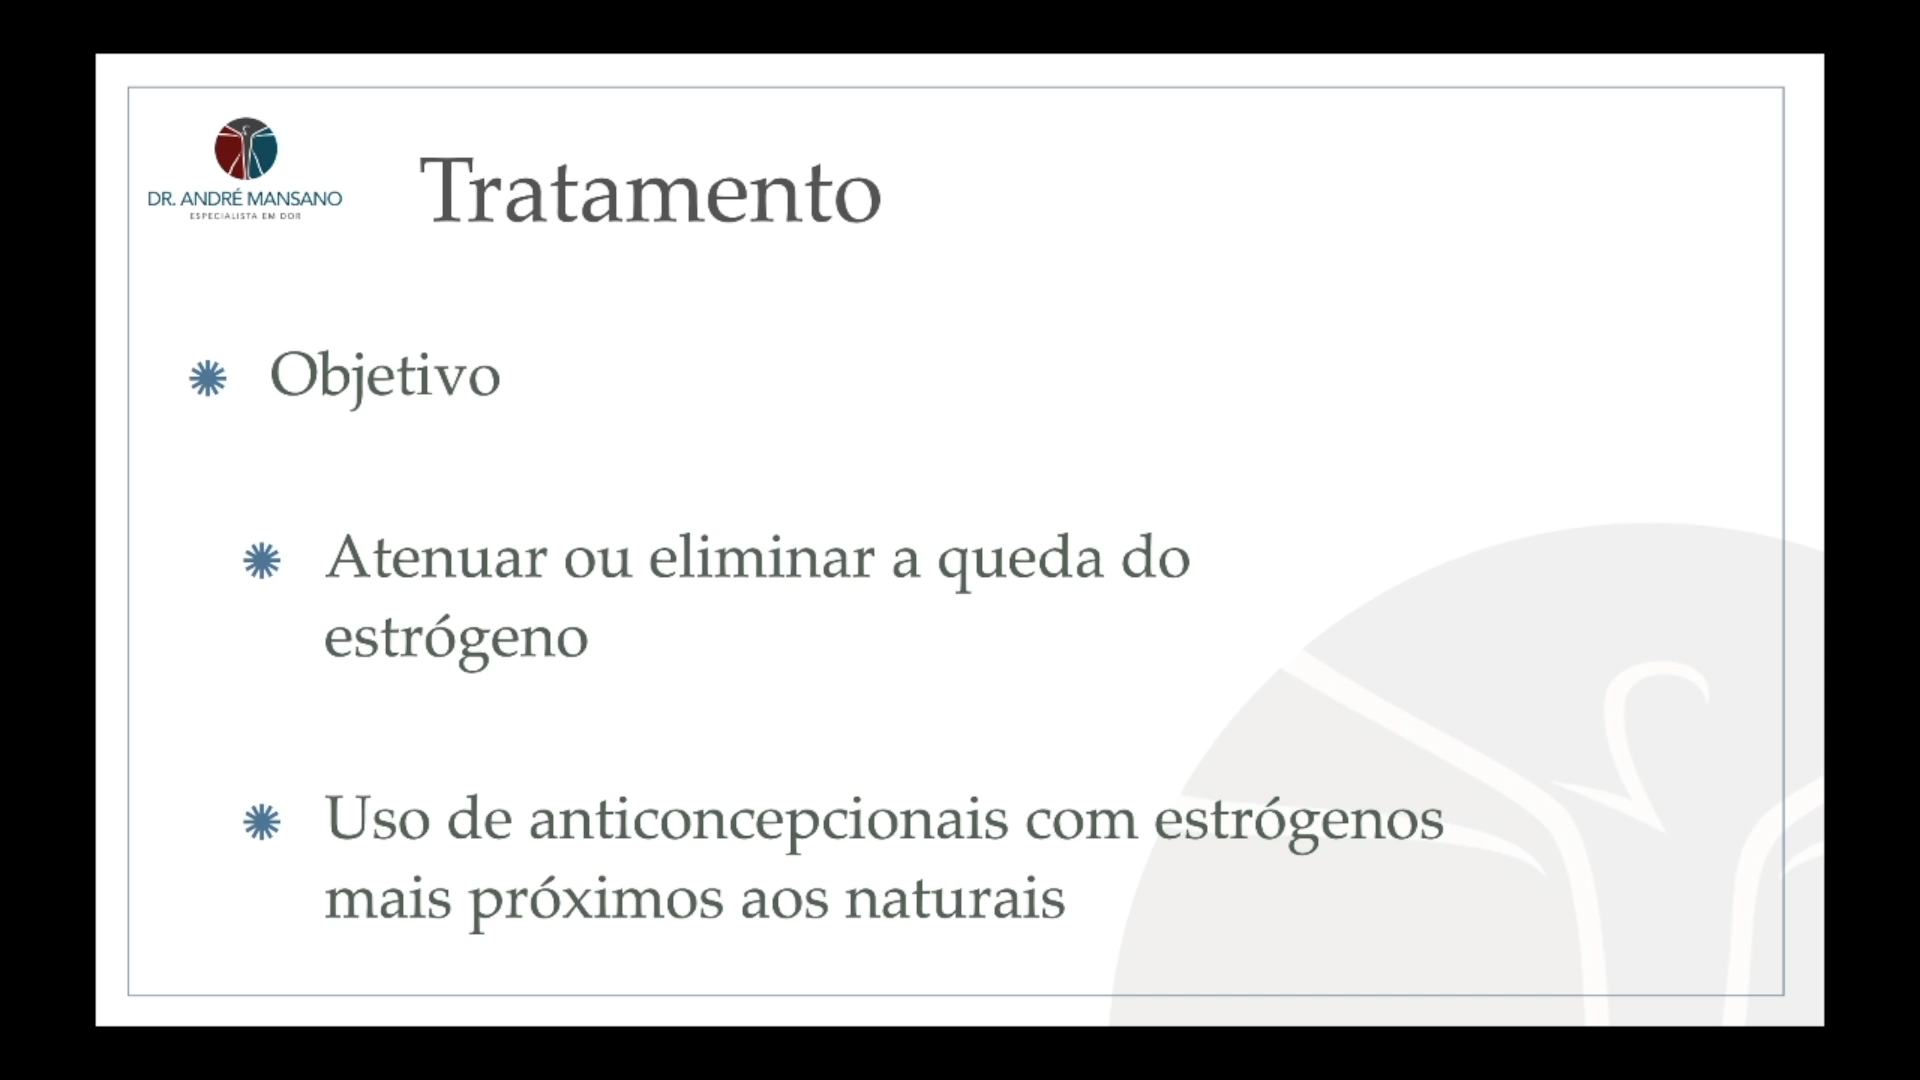 DR. ANDRÉ MANSANO
ESPECIALISTA EM DOR
Tratamento
Objetivo
Atenuar ou eliminar a queda do
estrógeno
Uso de anticoncepcionais com estrógenos
mais próximos aos naturais